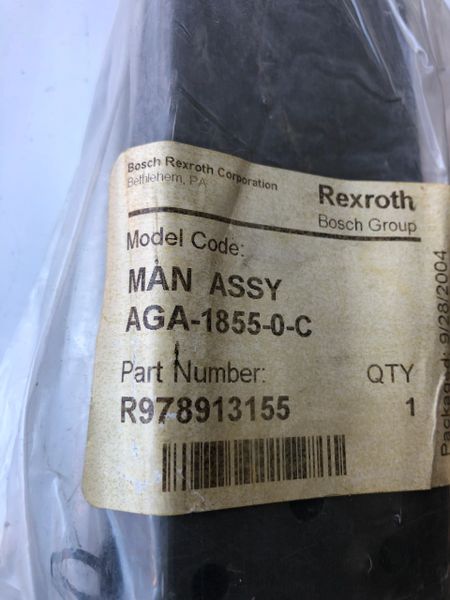 Bosch Rexroth Corporation
Bethlehem, PA
Rexroth
Bosch Group
Model Code:
MAN ASSY
AGA-1855-0-C
Part Number:
QTY
R978913155
1
Packaged: 9/28/2004